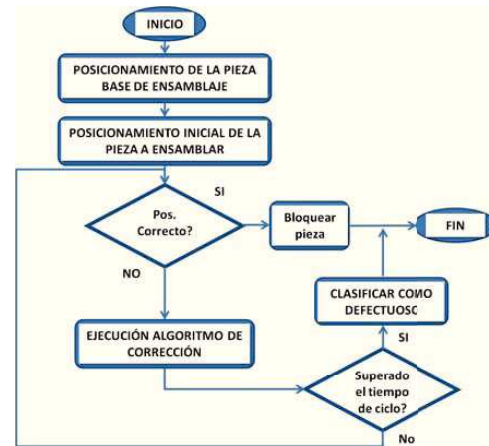 INICIO
POSICIONAMIENTO DE LA PIEZA
BASE DE ENSAMBLAJE
POSICIONAMIENTO INICIAL DE LA
PIEZA A ENSAMBLAR
SI
Pos.
Correcto?
Bloquear
pieza
FIN
NO
CLASIFICAR COMO
DEFECTUOSC
EJECUCIÓN ALGORITMO DE
CORRECCIÓN
SI
Superado
el tiempo
de ciclo?
No